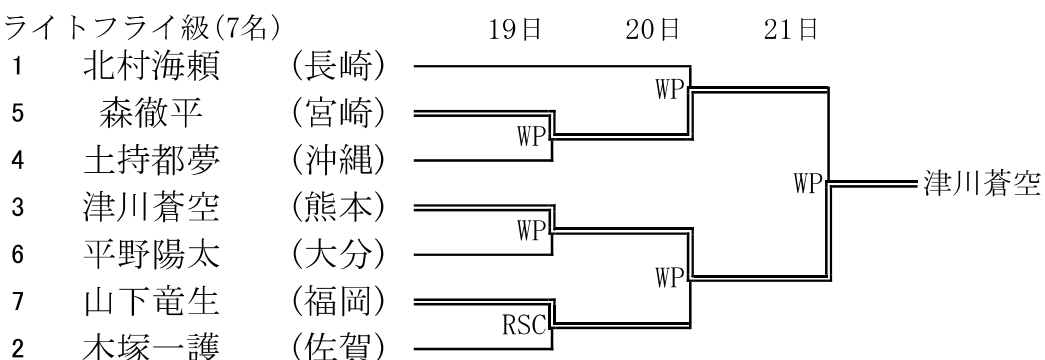 ライトフライ級(7名) 19日 20日 21日
1 北村海頼 (長崎)
WP
5 森徹平 (宮崎)
WP
4 土持都夢 (沖縄)
WP 津川蒼空
3 津川蒼空 (熊本)
WP
6 平野陽太 (大分)
WP
7 山下竜生 (福岡)
RSC
2 木塚一護 (佐賀)